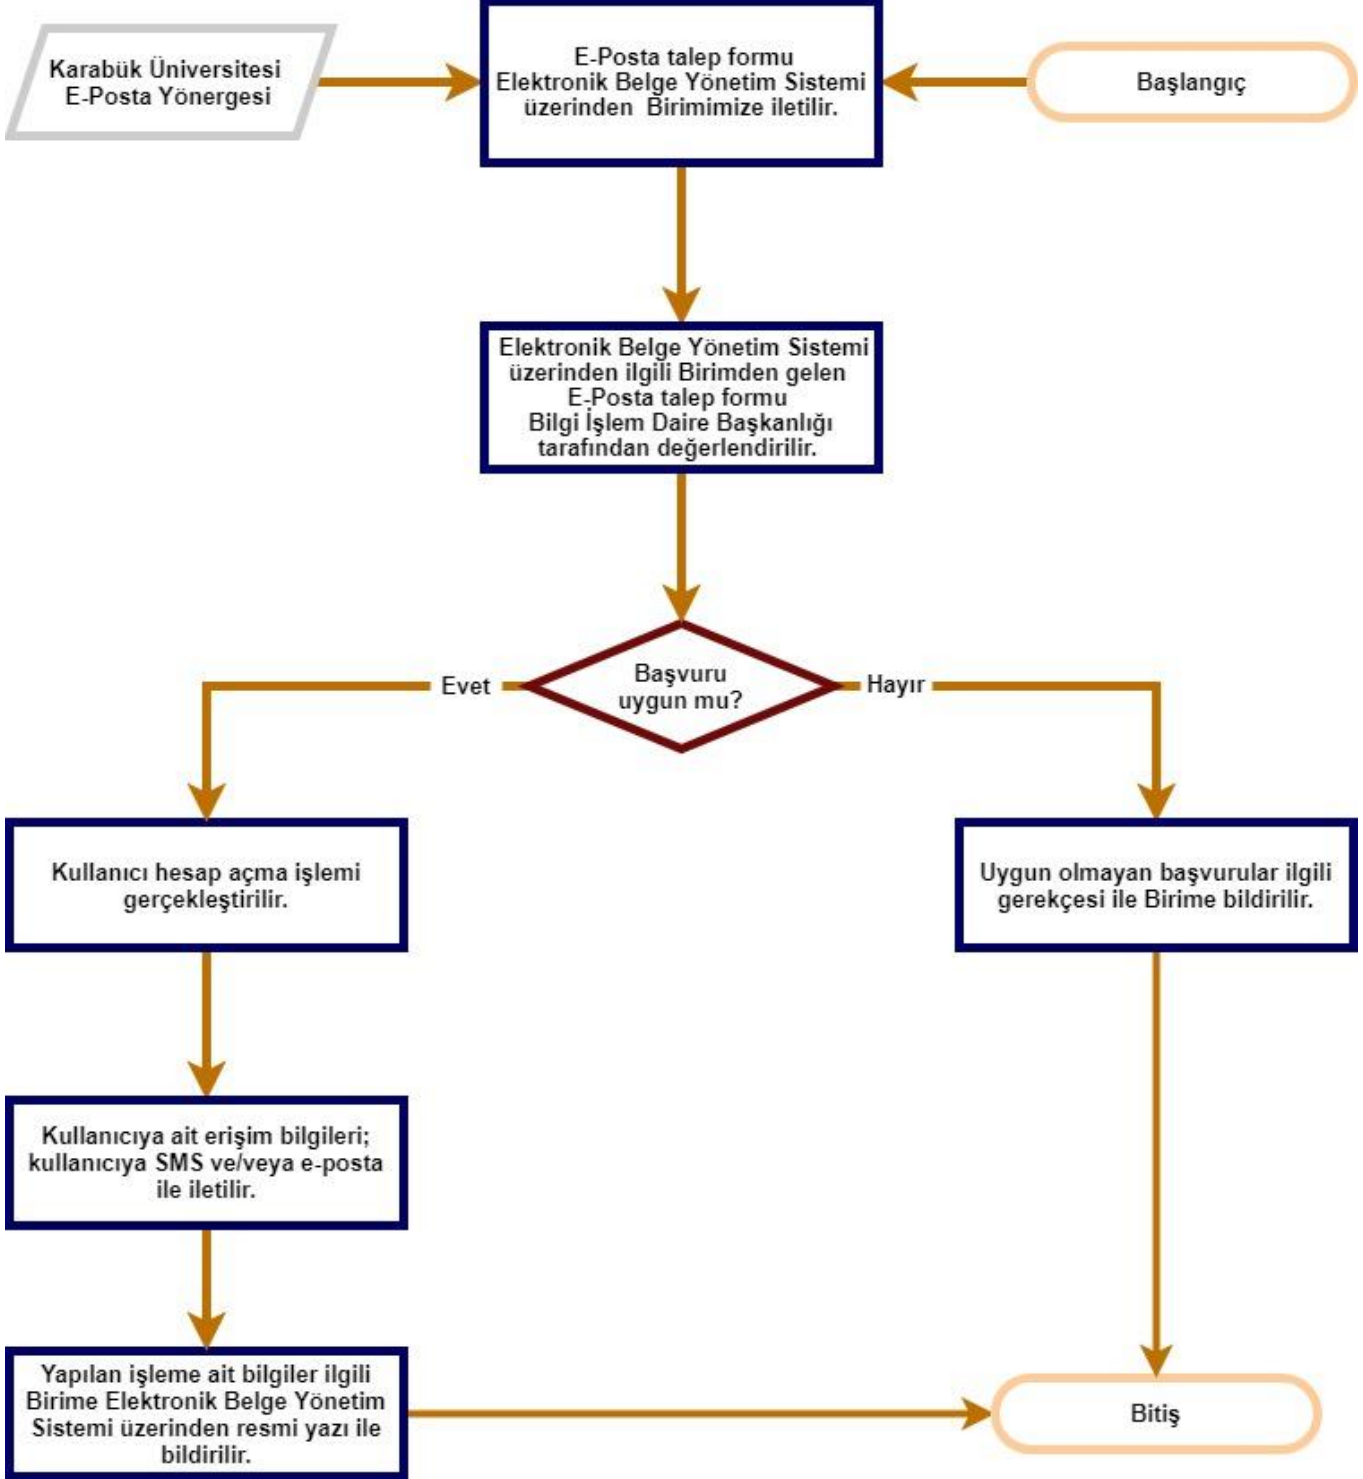 Karabük Üniversitesi
E-Posta Yönergesi
E-Posta talep formu
Elektronik Belge Yönetim Sistemi
üzerinden Birimimize iletilir.
Başlangıç
Elektronik Belge Yönetim Sistemi
üzerinden ilgili Birimden gelen
E-Posta talep formu
Bilgi İşlem Daire Başkanlığı
tarafından değerlendirilir.
Başvuru
uygun mu?
Evet
Hayır
Kullanıcı hesap açma işlemi
gerçekleştirilir.
Uygun olmayan başvurular ilgili
gerekçesi ile Birime bildirilir.
Kullanıcıya ait erişim bilgileri;
kullanıcıya SMS ve/veya e-posta
ile iletilir.
Yapılan işleme ait bilgiler ilgili
Birime Elektronik Belge Yönetim
Sistemi üzerinden resmi yazı ile
bildirilir.
Bitiş